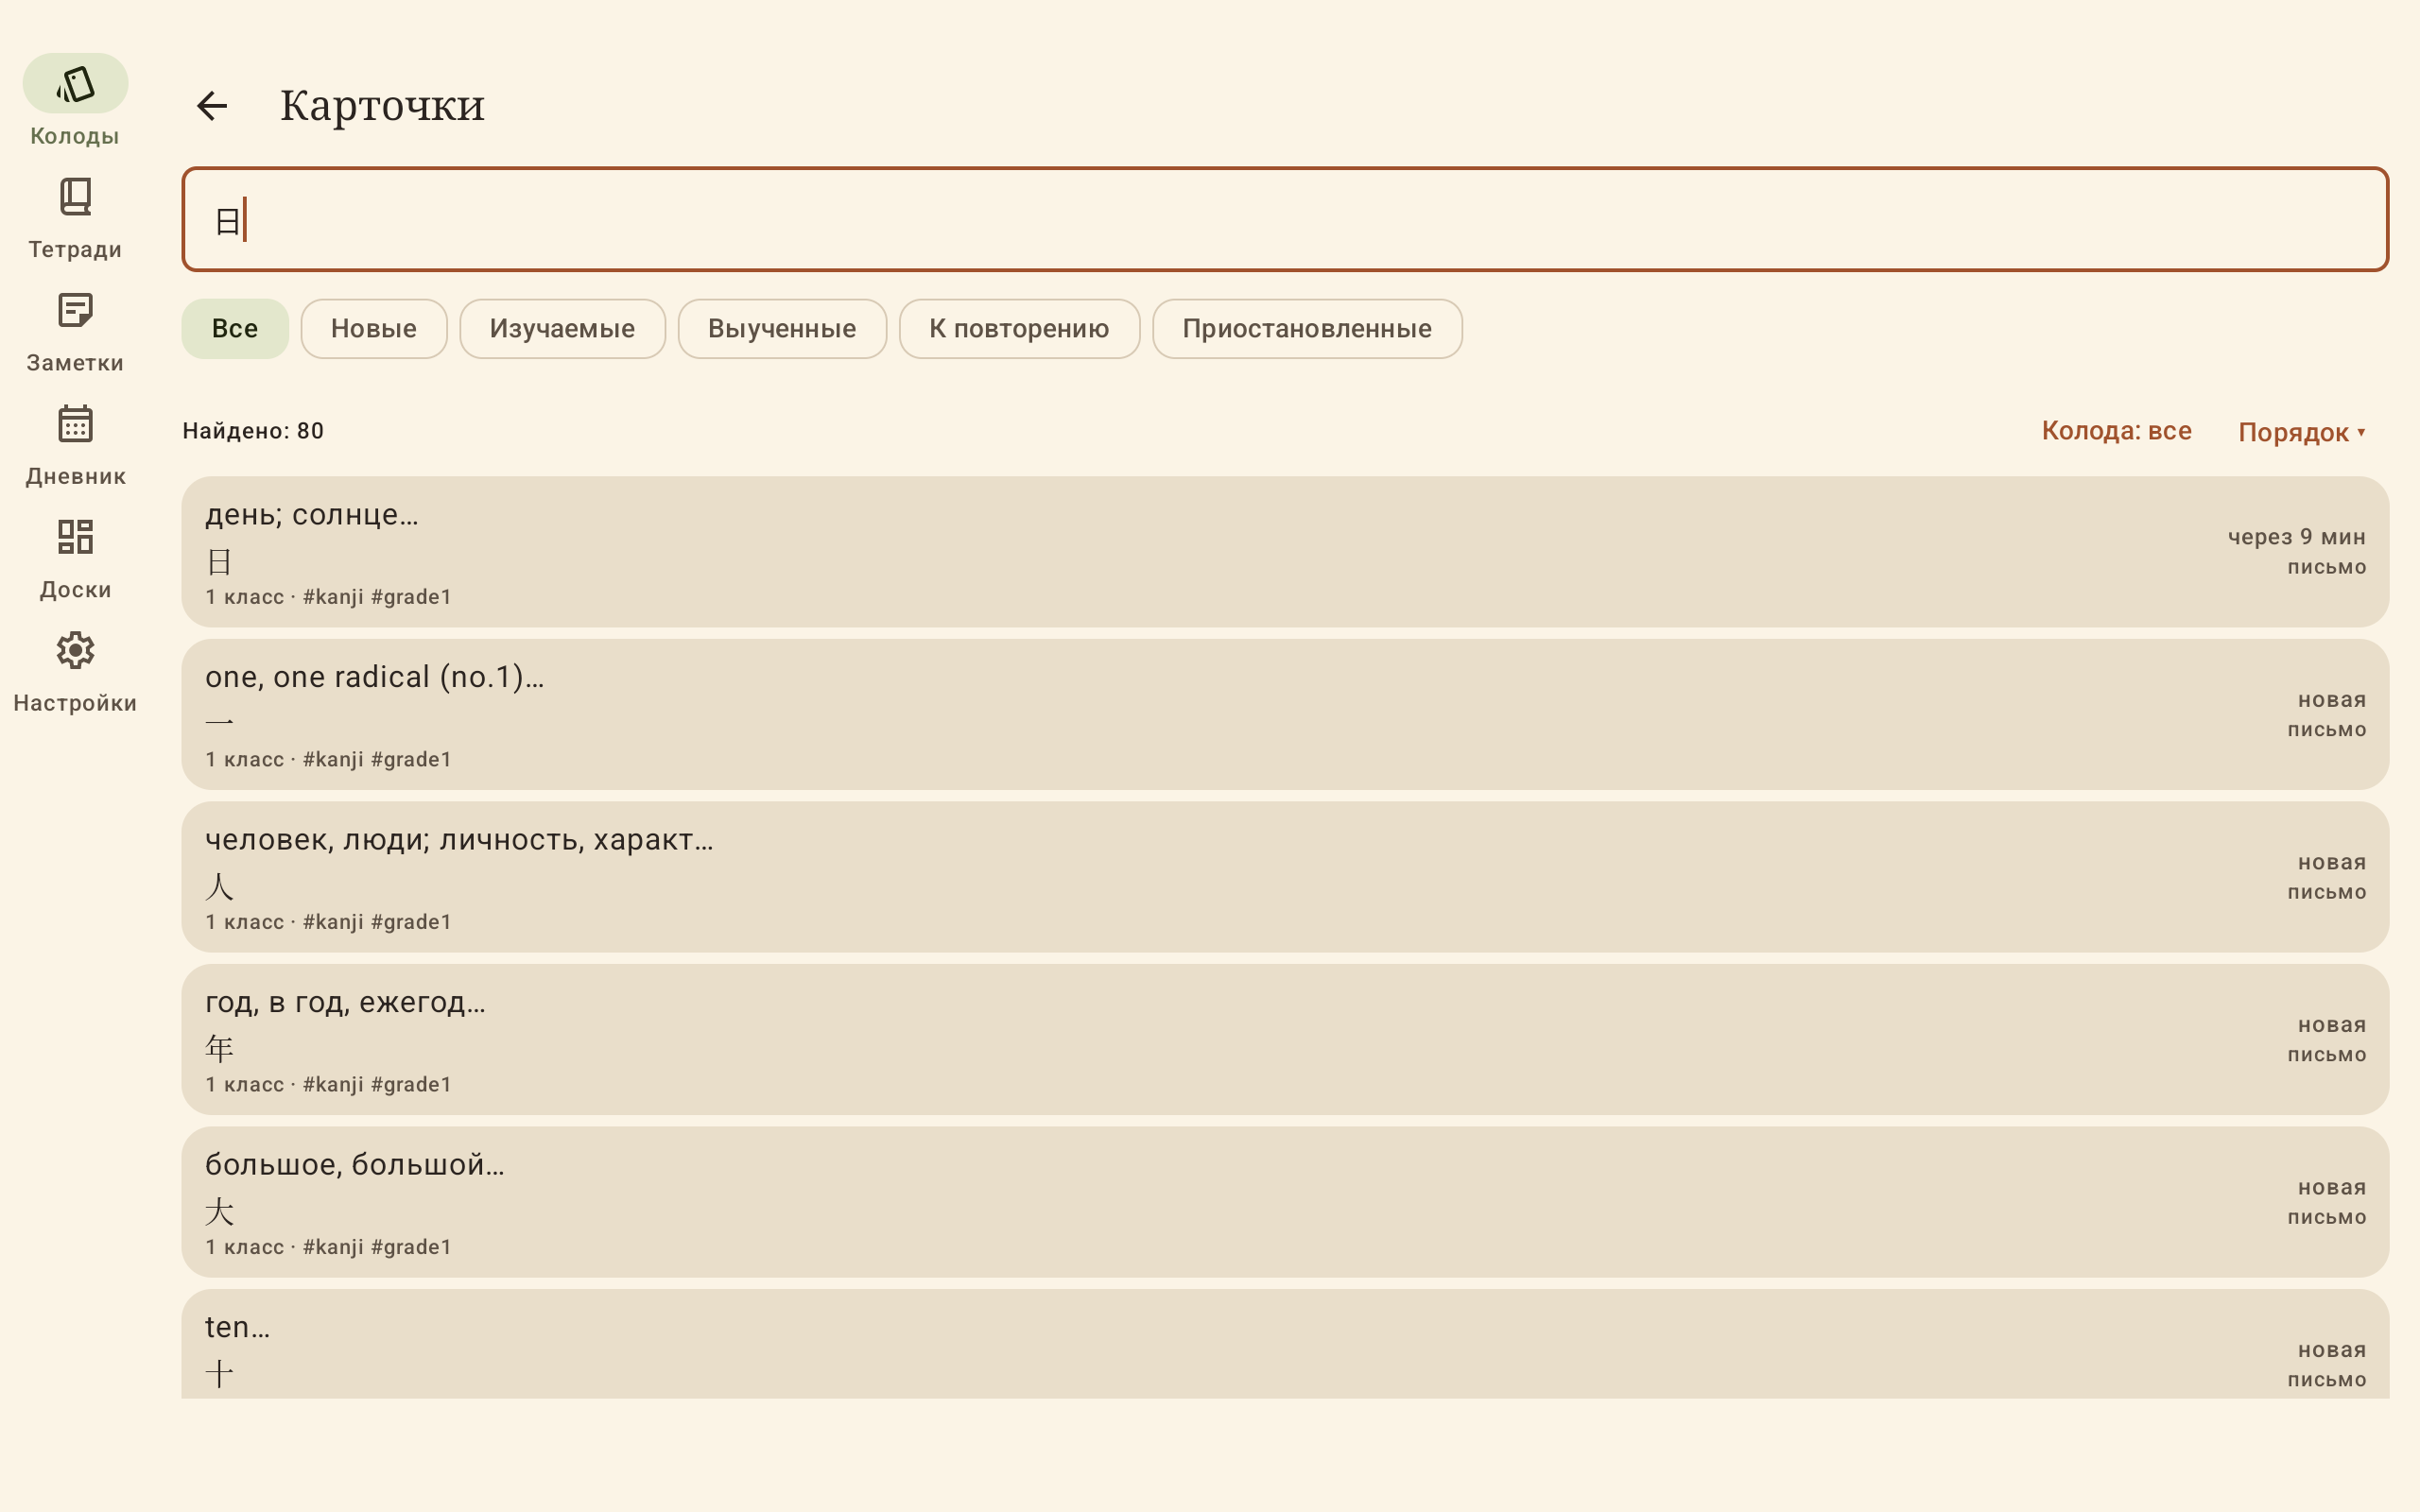 Колоды
Тетради
Заметки
Дневник
Доски
Настройки
Карточки
日
Все Новые Изучаемые Выученные К повторению Приостановленные
Найдено: 80 Колода: все Порядок ▾
день; солнце…
日
1 класс · #kanji #grade1
через 9 мин
письмо
one, one radical (no.1)…
一
1 класс · #kanji #grade1
новая
письмо
человек, люди; личность, характ…
人
1 класс · #kanji #grade1
новая
письмо
год, в год, ежегод…
年
1 класс · #kanji #grade1
новая
письмо
большое, большой…
大
1 класс · #kanji #grade1
новая
письмо
ten…
十
новая
письмо